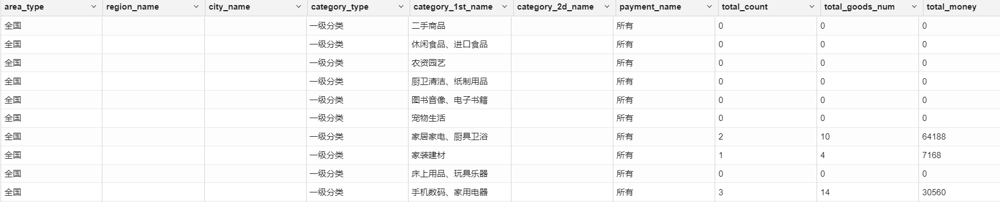 area_type region_name city_name category_type category_1st_name category_2d_name payment_name total_count total_goods_num total_money
全国 一级分类 二手商品 所有 0 0 0
全国 一级分类 休闲食品、进口食品 所有 0 0 0
全国 一级分类 农资园艺 所有 0 0 0
全国 一级分类 厨卫清洁、纸制用品 所有 0 0 0
全国 一级分类 图书音像、电子书籍 所有 0 0 0
全国 一级分类 宠物生活 所有 0 0 0
全国 一级分类 家居家电、厨具卫浴 所有 2 10 64188
全国 一级分类 家装建材 所有 1 4 7168
全国 一级分类 床上用品、玩具乐器 所有 0 0 0
全国 一级分类 手机数码、家用电器 所有 3 14 30560